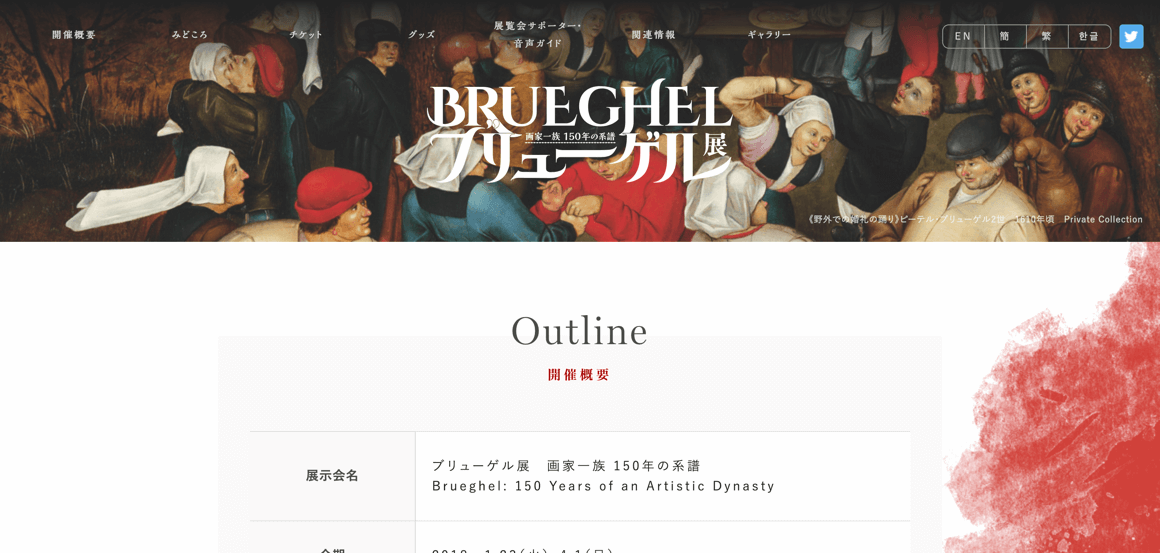 開催概要
みどころ
チケット
グッズ
展覧会サポーター・
音声ガイド
関連情報
ギャラリー
EN
簡
繁
한글
BRUEGHEL
画家一族 150年の系譜
ブリューゲル展
《野外での婚礼の踊り》ピーテル・ブリューゲル2世 1610年頃 Private Collection
Outline
開催概要
展示会名
ブリューゲル展 画家一族 150年の系譜
Brueghel: 150 Years of an Artistic Dynasty